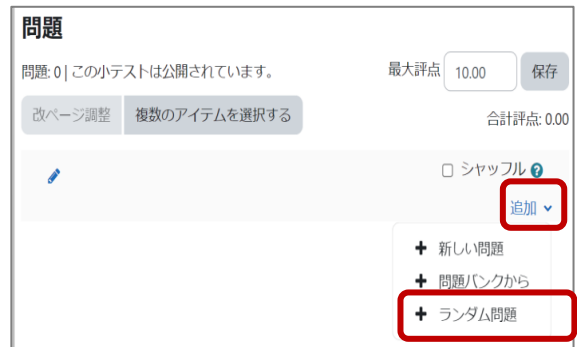 問題
問題: 0 | この小テストは公開されています。 最大評点 10.00 保存
改ページ調整 複数のアイテムを選択する 合計評点: 0.00
シャッフル ?
追加
+ 新しい問題
+ 問題バンクから
+ ランダム問題